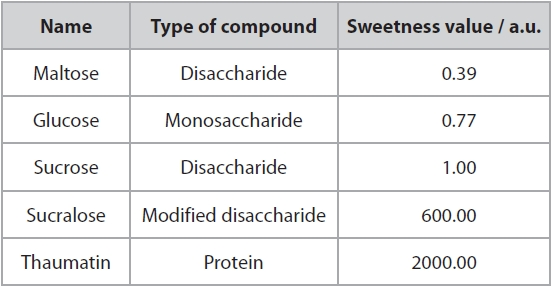 Name Type of compound Sweetness value / a.u.
Maltose Disaccharide 0.39
Glucose Monosaccharide 0.77
Sucrose Disaccharide 1.00
Sucralose Modified disaccharide 600.00
Thaumatin Protein 2000.00